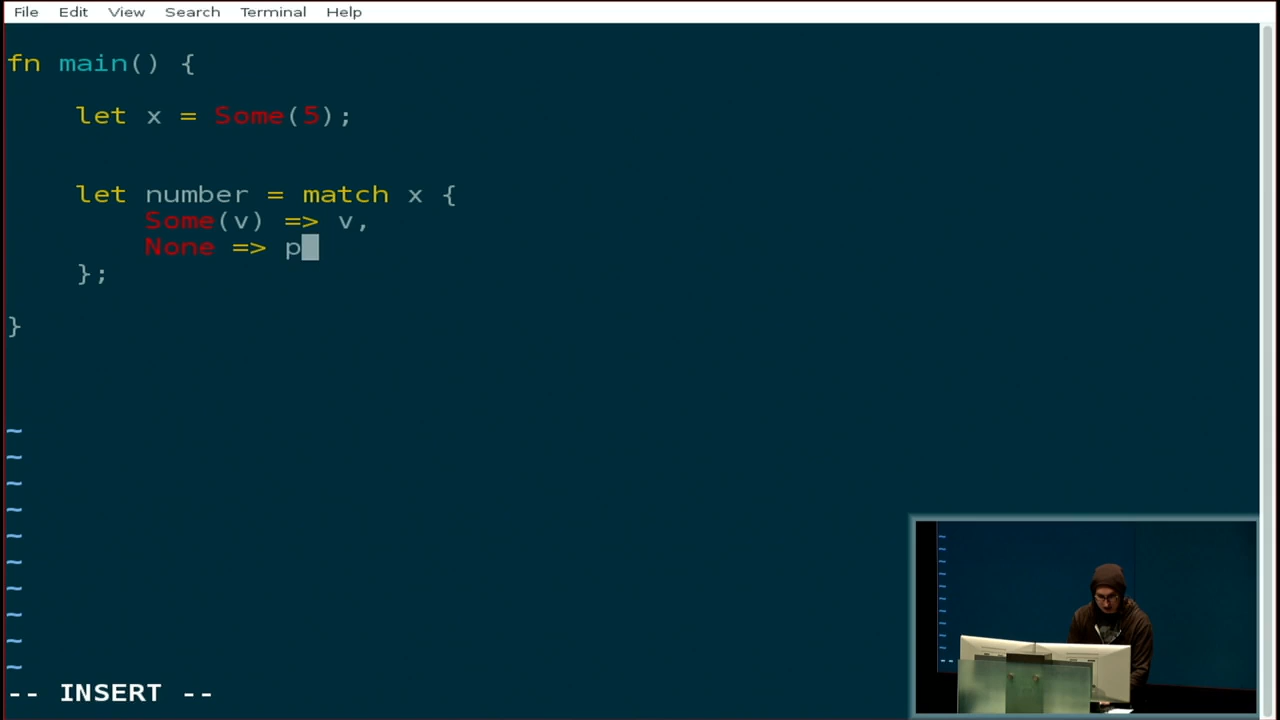 File Edit View Search Terminal Help
fn main() {
let x = Some(5);
let number = match x {
Some(v) => v,
None => p
};
}
~
~
~
~
~
~
~
~
~
~
-- INSERT --